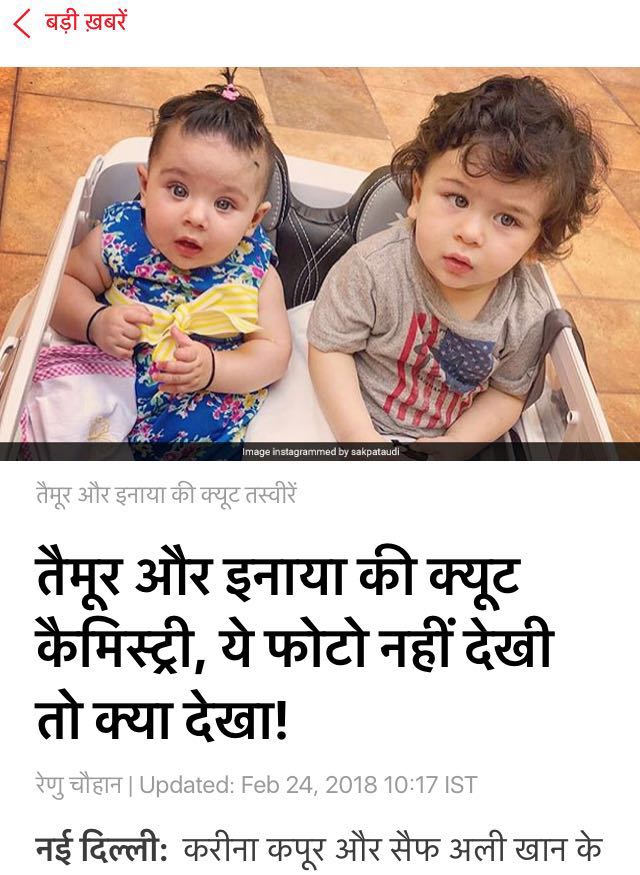 बड़ी ख़बरें
Image instagrammed by sakpataudi
तैमूर और इनाया की क्यूट तस्वीरें
तैमूर और इनाया की क्यूट
कैमिस्ट्री, ये फोटो नहीं देखी
तो क्या देखा!
रेणु चौहान | Updated: Feb 24, 2018 10:17 IST
नई दिल्ली: करीना कपूर और सैफ अली खान के